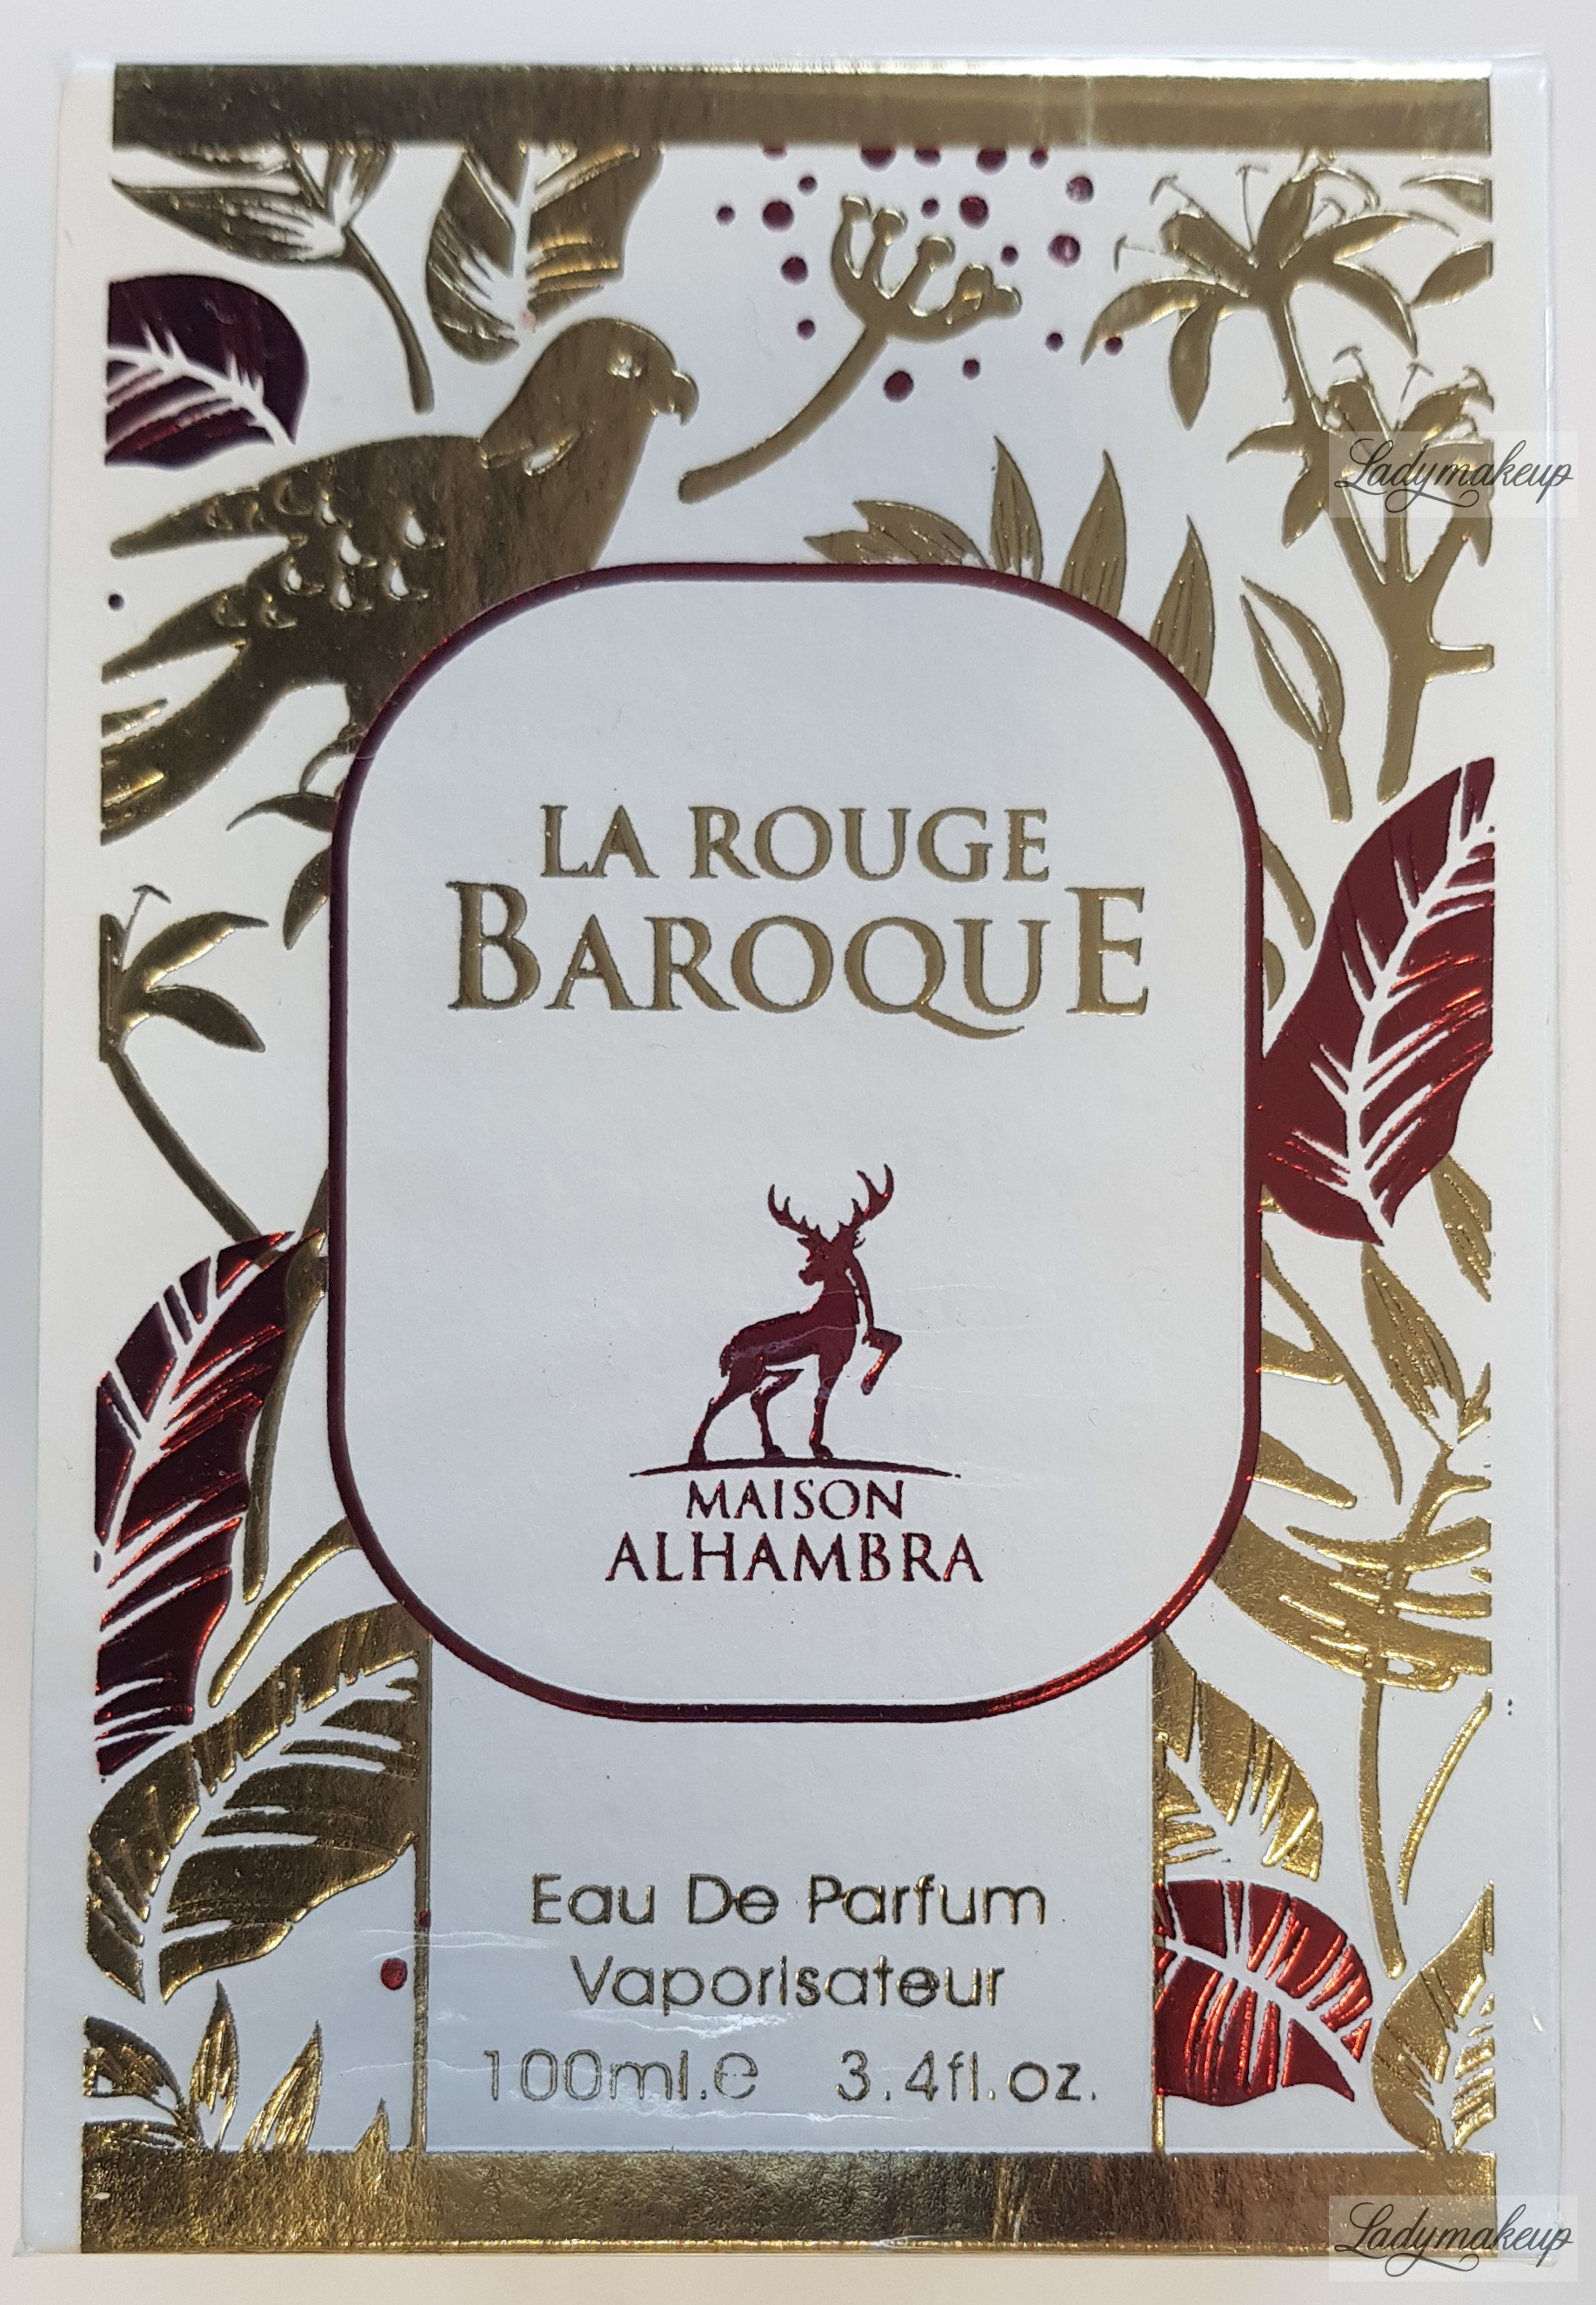 Ladymakeup
LA ROUGE
BAROQUE
MAISON
ALHAMBRA
Eau De Parfum
Vaporisateur
100ml.e 3.4fl.oz.
Ladymakeup